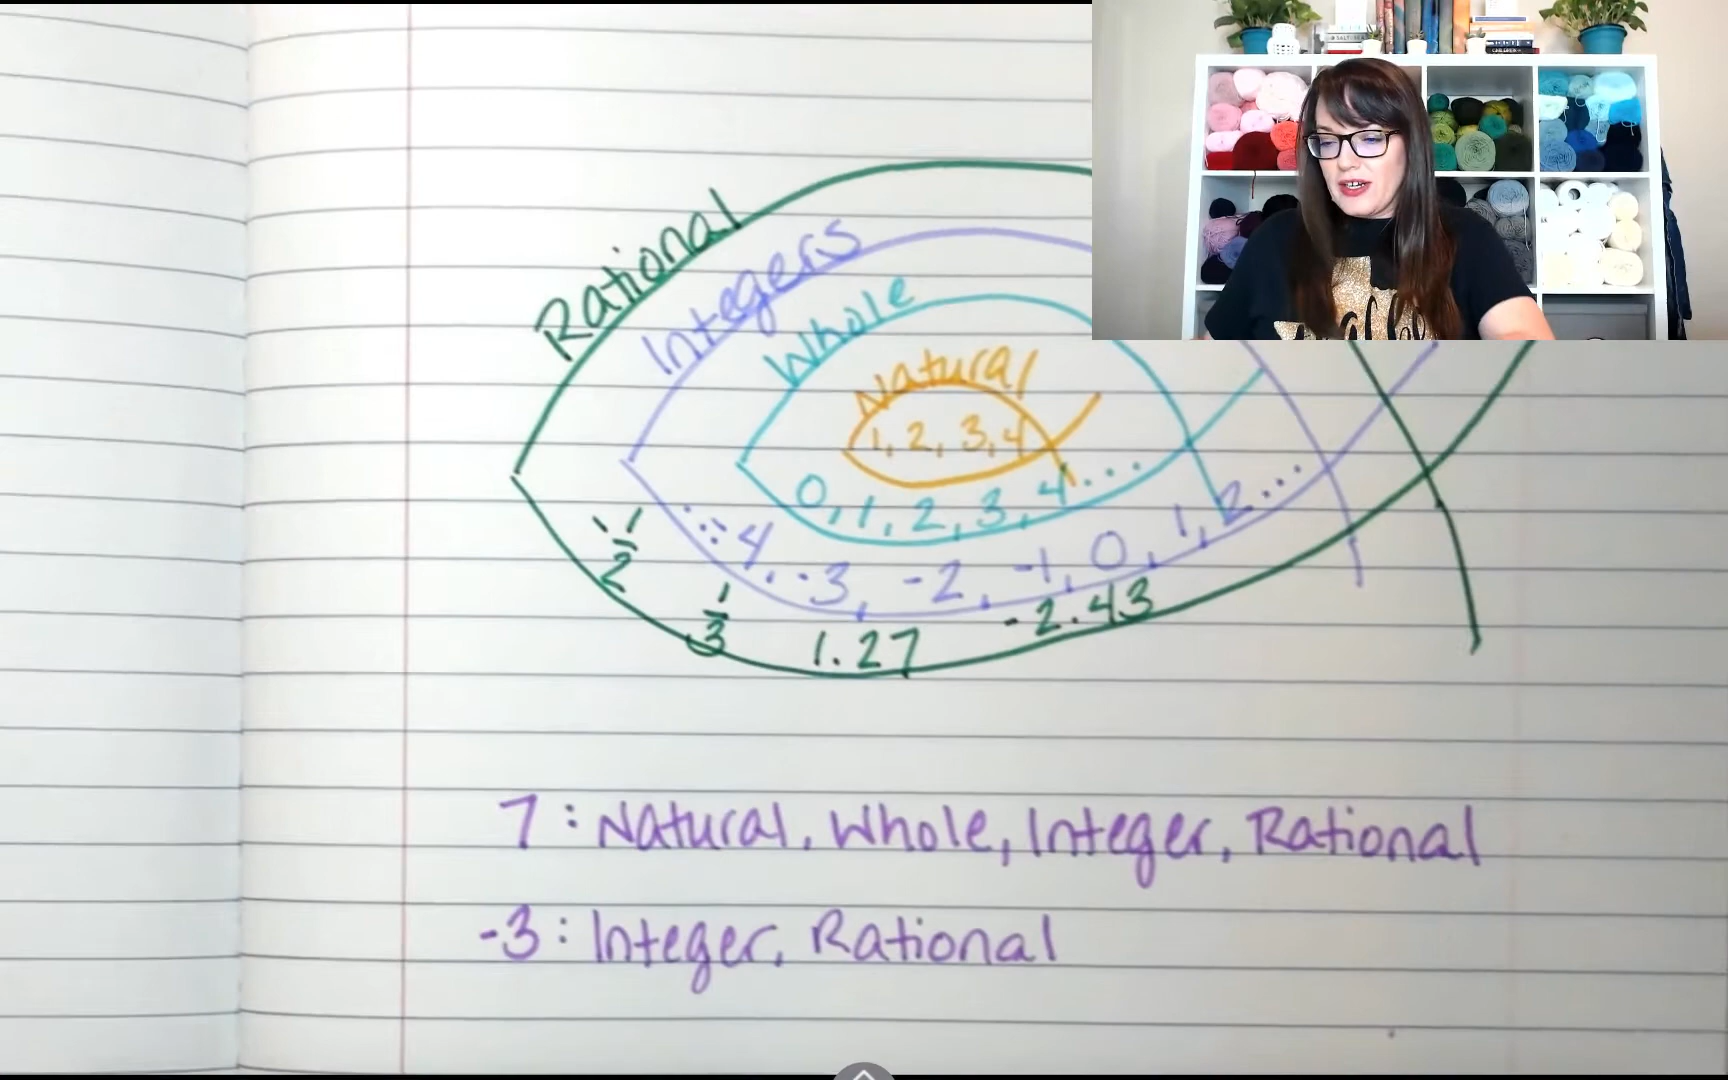 Rational
Integers
Whole
Natural
1, 2, 3, 4
0, 1, 2, 3, 4, ...
... -4, -3, -2, -1, 0, 1, 2 ...
-1/2
1/3
1.27
-2.43
7: Natural, Whole, Integer, Rational
-3: Integer, Rational